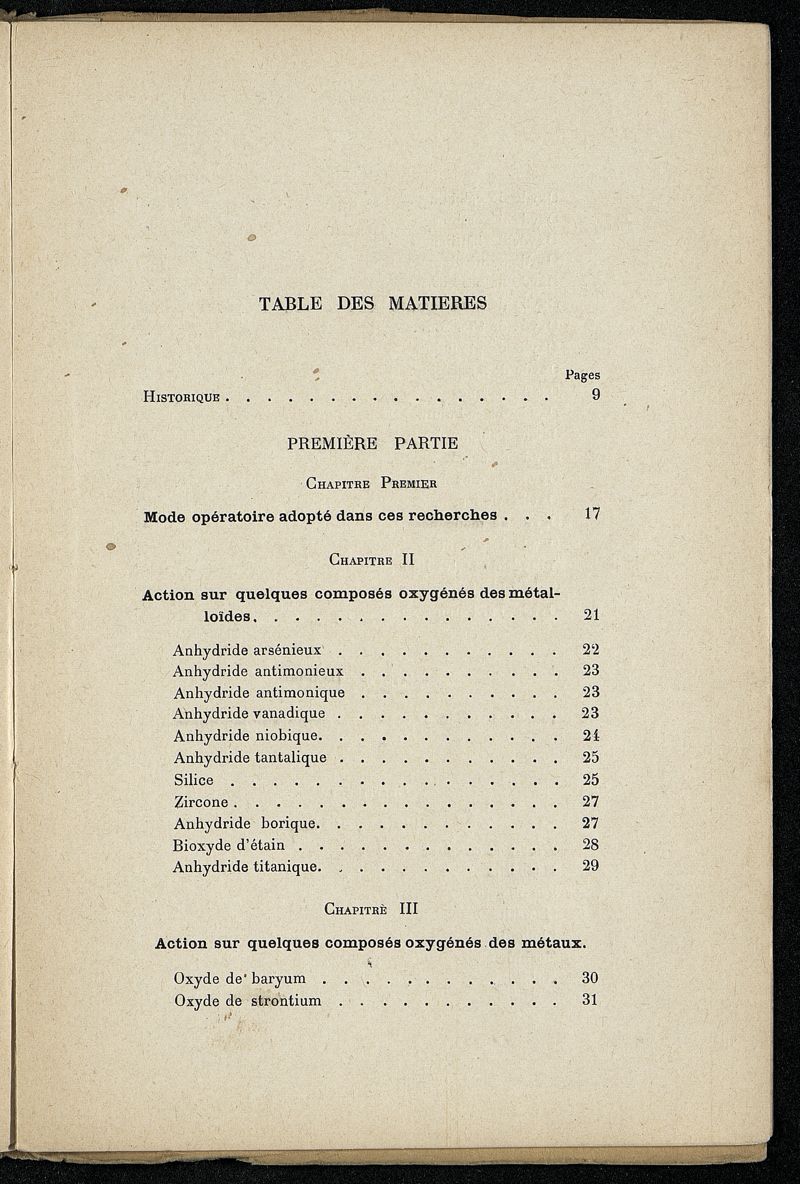 TABLE DES MATIERES
Pages
HISTORIQUE . . . . . . . . . . . . . . . . 9
PREMIÈRE PARTIE
CHAPITRE PREMIER
Mode opératoire adopté dans ces recherches . . . 17
CHAPITRE II
Action sur quelques composés oxygénés des métal-
loïdes. . . . . . . . . . . . . . . 21
Anhydride arsénieux . . . . . . . . . . . 22
Anhydride antimonieux . . . . . . . . . . 23
Anhydride antimonique . . . . . . . . . . 23
Anhydride vanadique . . . . . . . . . . . 23
Anhydride niobique. . . . . . . . . . . . 24
Anhydride tantalique . . . . . . . . . . . 25
Silice . . . . . . . . . . . . . . . . 25
Zircone . . . . . . . . . . . . . . . . 27
Anhydride borique. . . . . . . . . . . . 27
Bioxyde d'étain . . . . . . . . . . . . . 28
Anhydride titanique. . . . . . . . . . . . 29
CHAPITRE III
Action sur quelques composés oxygénés des métaux.
Oxyde de baryum . . . . . . . . . . . . 30
Oxyde de strontium . . . . . . . . . . . 31